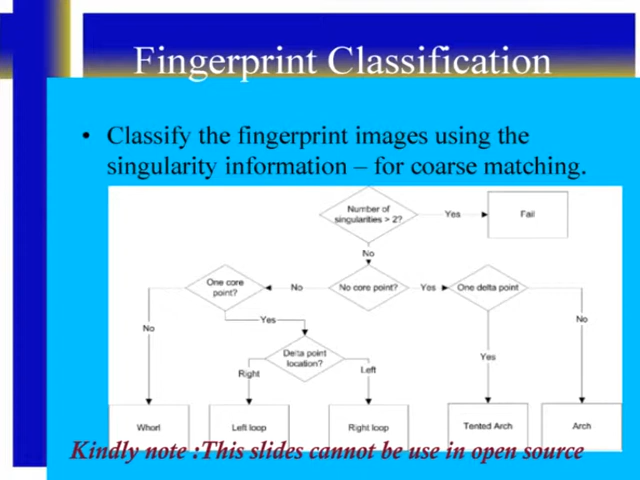 Fingerprint Classification
• Classify the fingerprint images using the
singularity information – for coarse matching.
Number of
singularities > 2?
Yes
Fail
No
One core
point?
No
No core point?
Yes
One delta point
No
Yes
No
Delta point
location?
Yes
Right
Left
Whorl
Left loop
Right loop
Tented Arch
Arch
Kindly note :This slides cannot be use in open source